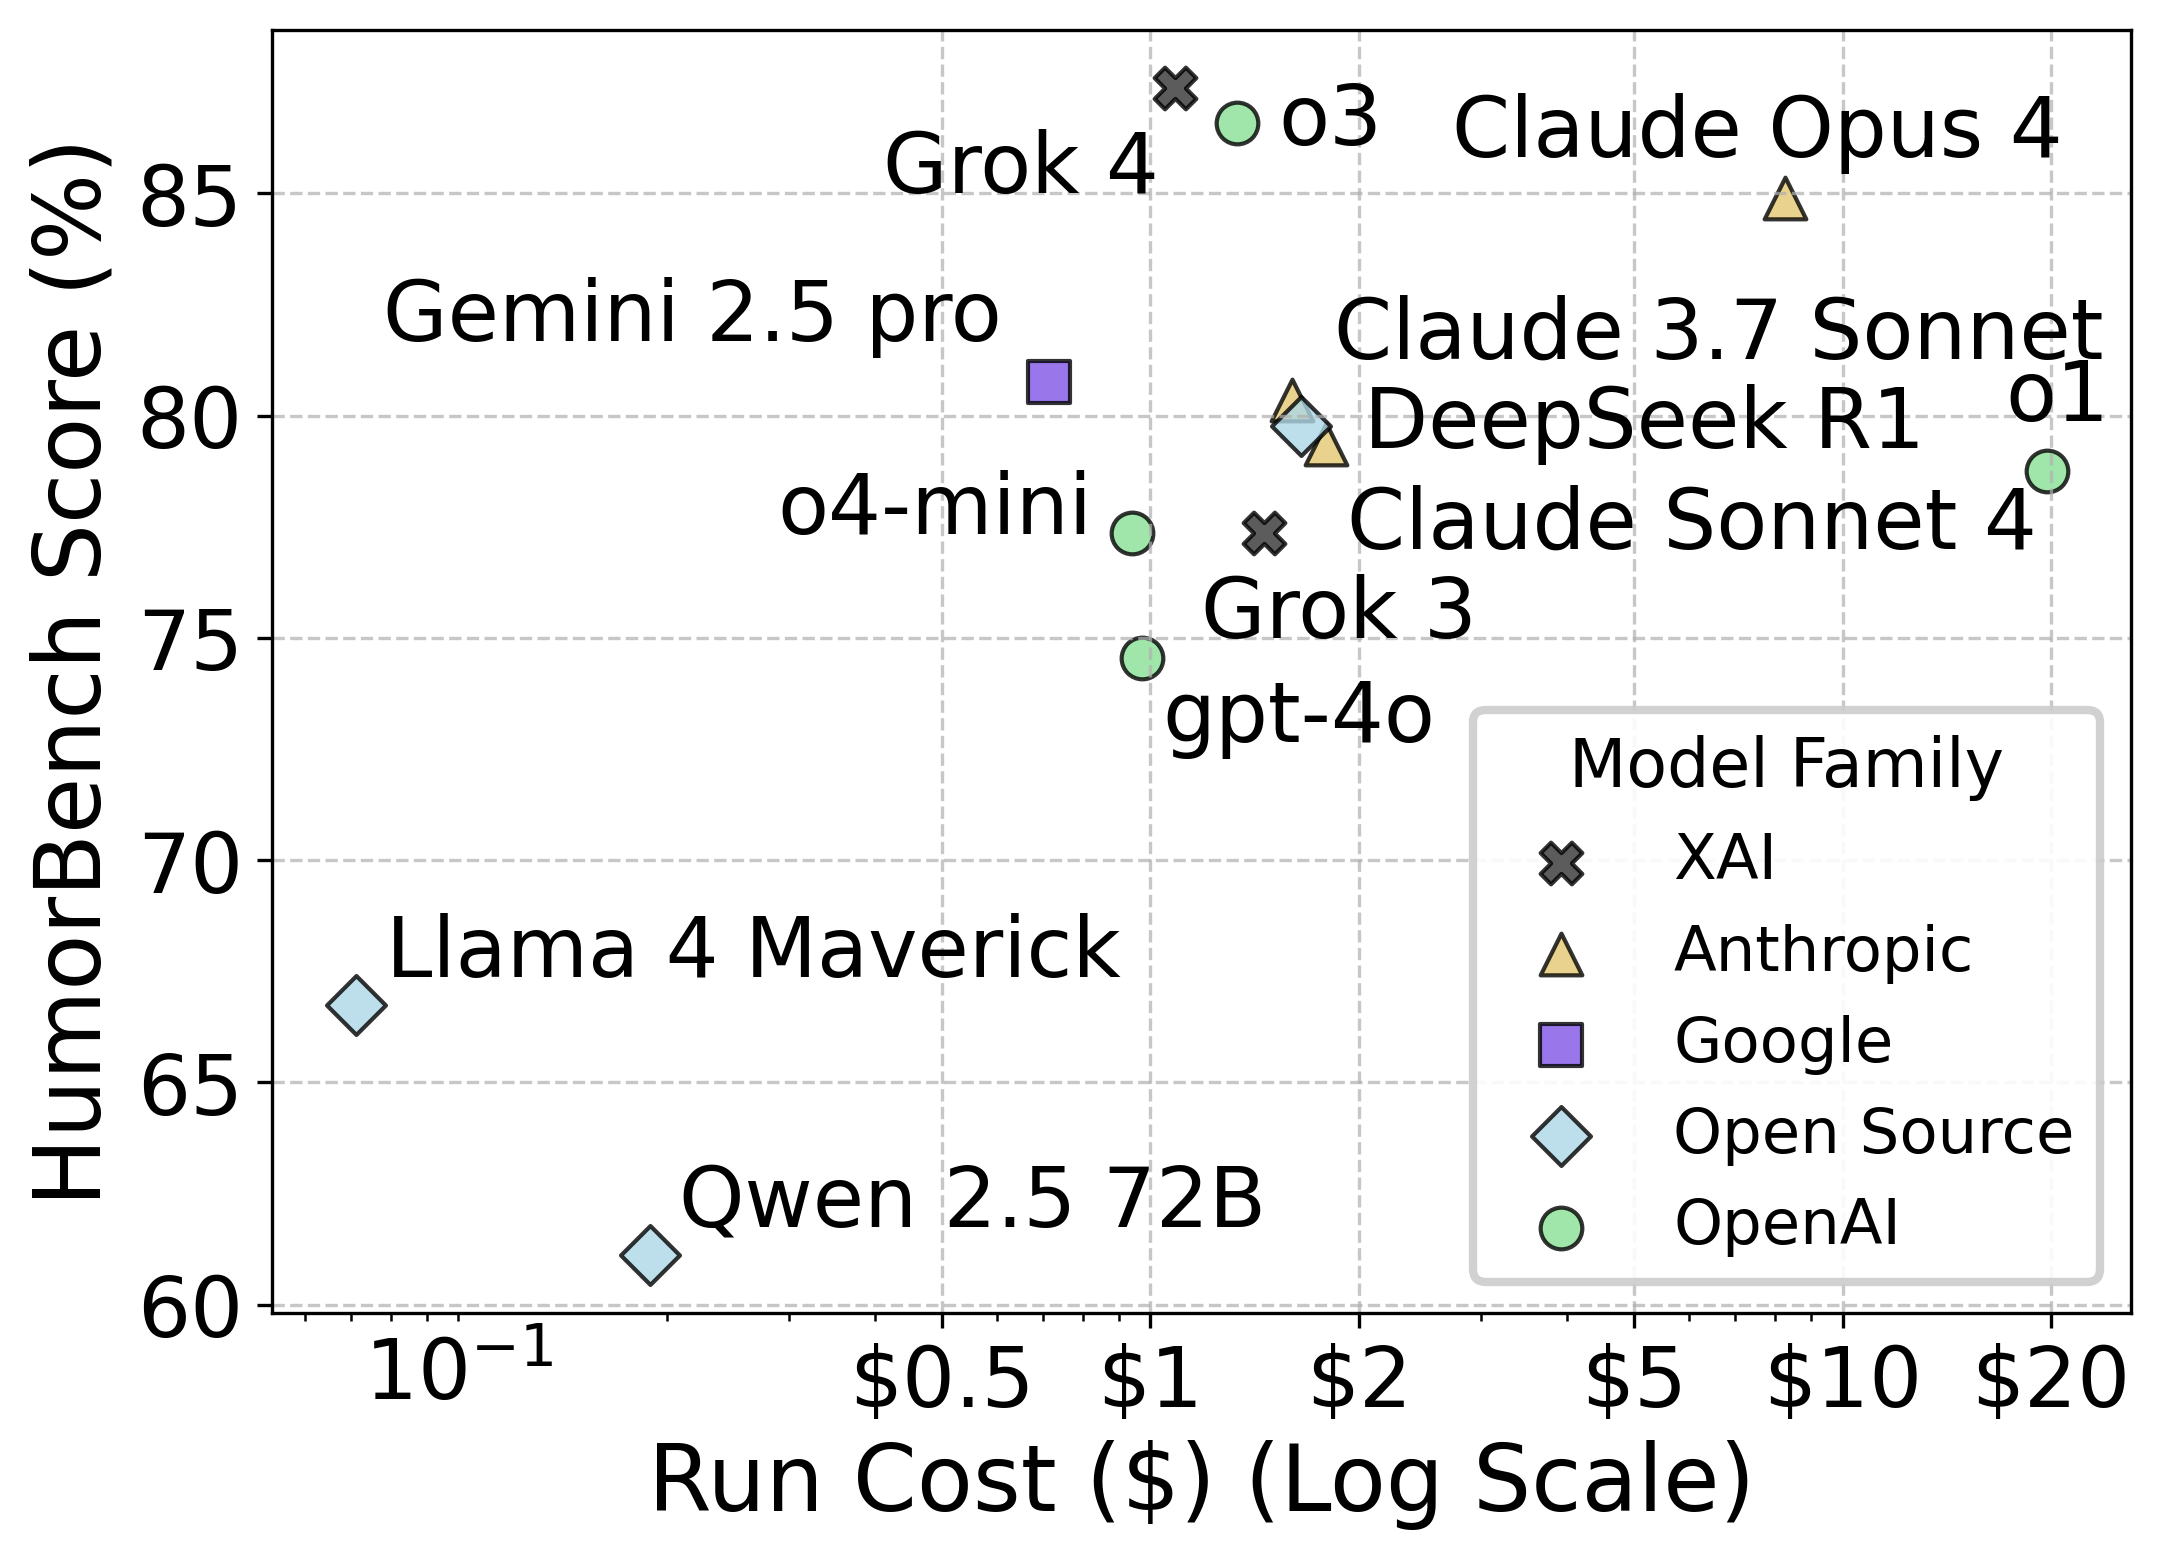 HumorBench Score (%)
85
80
75
70
65
60
Grok 4
o3
Claude Opus 4
Gemini 2.5 pro
Claude 3.7 Sonnet
o1
DeepSeek R1
o4-mini
Claude Sonnet 4
Grok 3
gpt-4o
Llama 4 Maverick
Qwen 2.5 72B
Model Family
XAI
Anthropic
Google
Open Source
OpenAI
10⁻¹
$0.5
$1
$2
$5
$10
$20
Run Cost ($) (Log Scale)